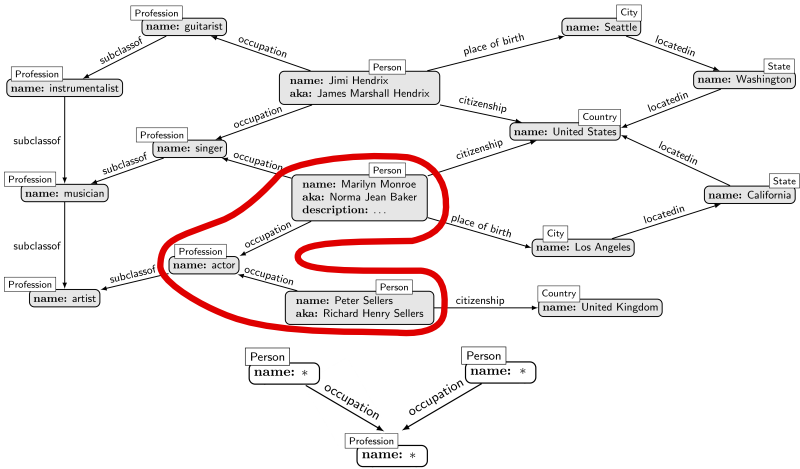 Profession
name: guitarist
City
name: Seattle
subclassof
occupation
place of birth
locatedin
Profession
name: instrumentalist
Person
name: Jimi Hendrix
aka: James Marshall Hendrix
State
name: Washington
occupation
citizenship
locatedin
Country
name: United States
subclassof
Profession
name: singer
subclassof
occupation
citizenship
locatedin
Profession
name: musician
Person
name: Marilyn Monroe
aka: Norma Jean Baker
description: ...
State
name: California
place of birth
locatedin
City
name: Los Angeles
subclassof
occupation
Profession
name: actor
subclassof
occupation
Profession
name: artist
Person
name: Peter Sellers
aka: Richard Henry Sellers
citizenship
Country
name: United Kingdom
Person
name: *
Person
name: *
occupation
occupation
Profession
name: *